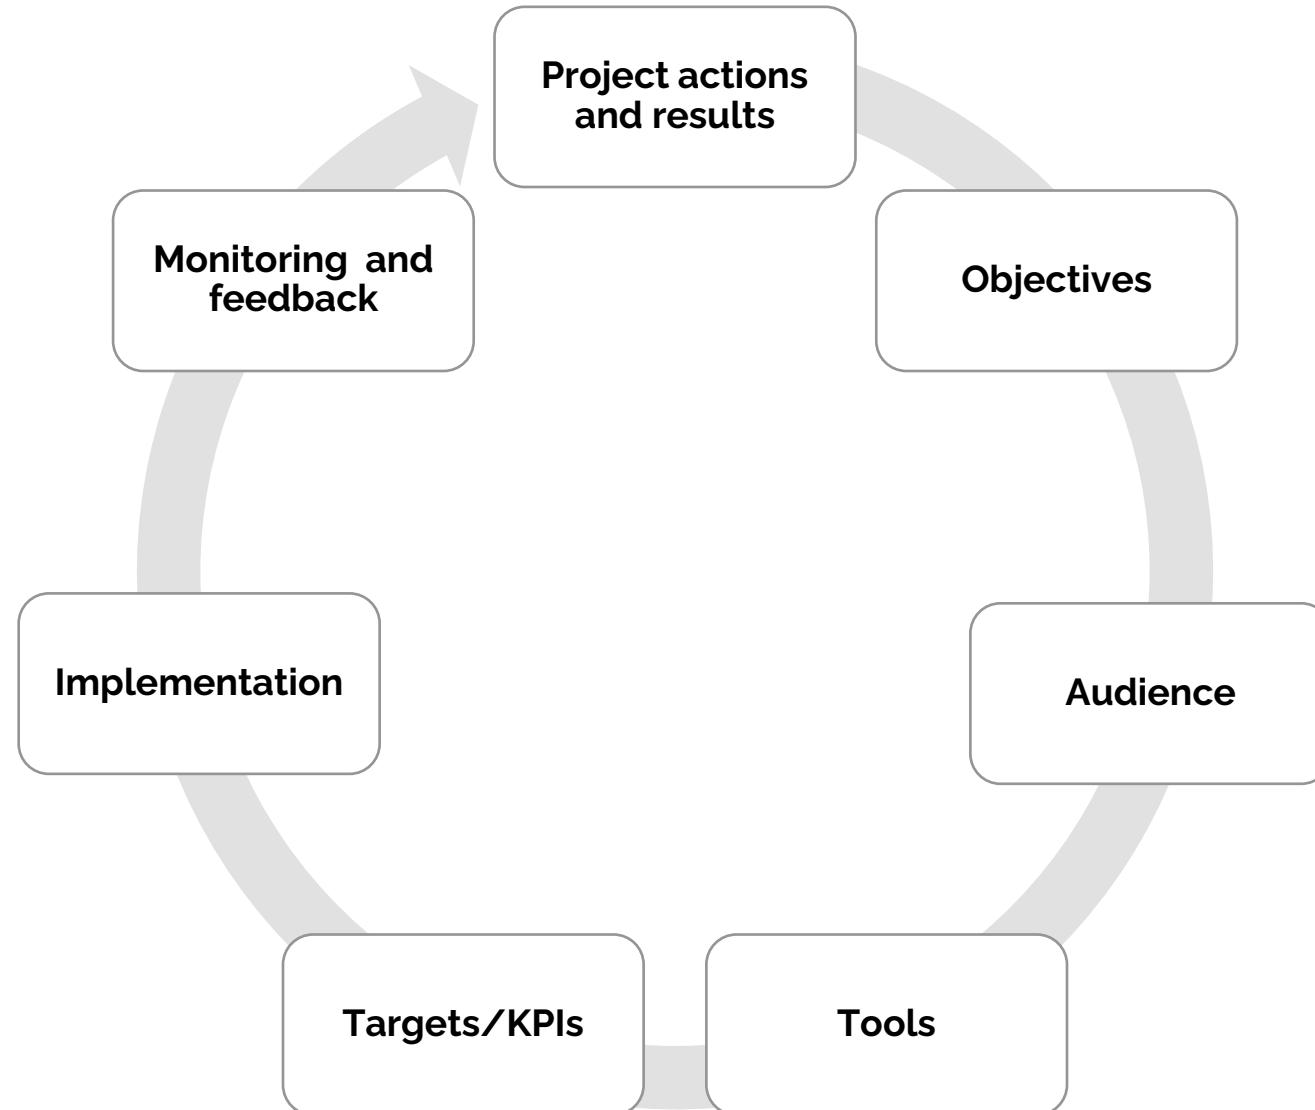 Project actions
and results
Objectives
Audience
Tools
Targets/KPIs
Implementation
Monitoring  and
feedback